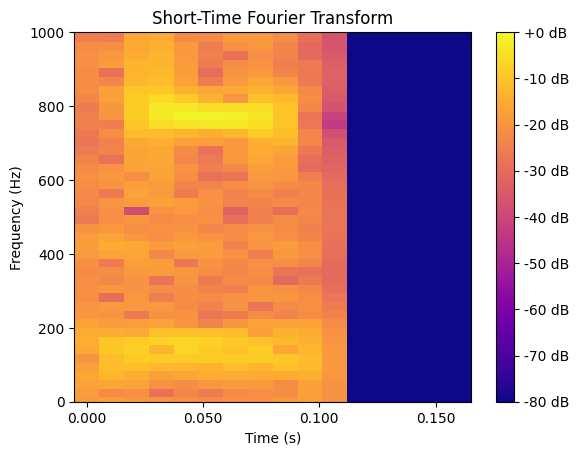 Short-Time Fourier Transform
1000
800
600
400
200
0
Frequency (Hz)
0.000
0.050
0.100
0.150
Time (s)
+0 dB
-10 dB
-20 dB
-30 dB
-40 dB
-50 dB
-60 dB
-70 dB
-80 dB